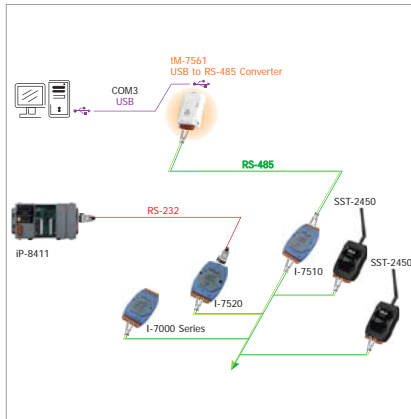 tM-7561
USB to RS-485 Converter
COM3
USB
RS-485
SST-2450
RS-232
SST-2450
iP-8411
I-7510
I-7520
I-7000 Series